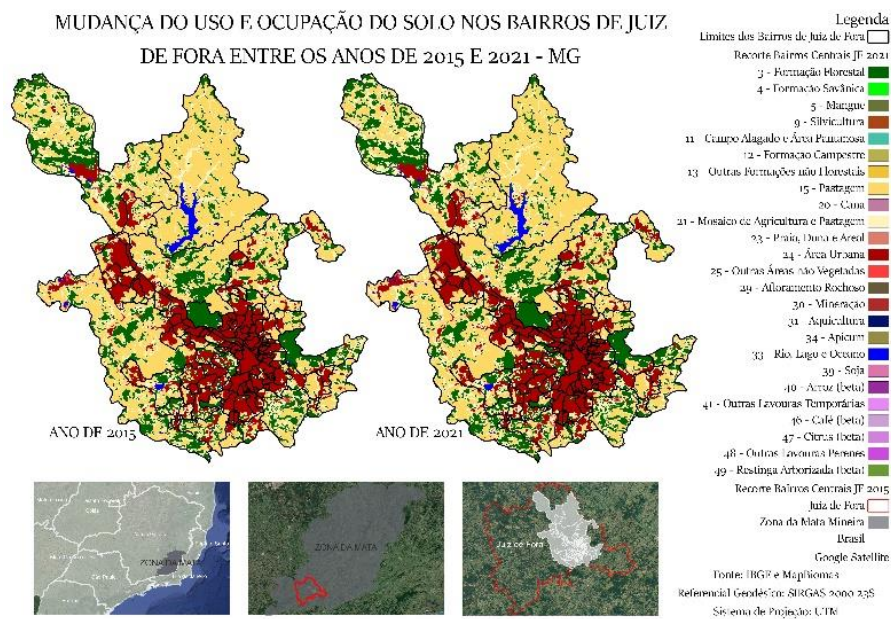 MUDANÇA DO USO E OCUPAÇÃO DO SOLO NOS BAIRROS DE JUIZ
DE FORA ENTRE OS ANOS DE 2015 E 2021 - MG
ANO DE 2015
ANO DE 2021
Legenda
Limites dos Bairros de Juiz de Fora
Recorte Bairros Centrais JF 2021
3 - Formação Florestal
4 - Formação Savânica
5 - Mangue
9 - Silvicultura
11 - Campo Alagado e Área Pantanosa
12 - Formação Campestre
13 - Outras Formações não Florestais
15 - Pastagem
20 - Cana
21 - Mosaico de Agricultura e Pastagem
23 - Praia, Duna e Areal
24 - Área Urbana
25 - Outras Áreas não Vegetadas
29 - Afloramento Rochoso
30 - Mineração
31 - Aquicultura
34 - Apicum
33 - Rio, Lago e Oceano
39 - Soja
40 - Arroz (beta)
41 - Outras Lavouras Temporárias
46 - Café (beta)
47 - Citrus (beta)
48 - Outras Lavouras Perenes
49 - Restinga Arborizada (beta)
Recorte Bairros Centrais JF 2015
Juiz de Fora
Zona da Mata Mineira
Brasil
Google Satellite
Fonte: IBGE e MapBiomas
Referencial Geodésico: SIRGAS 2000 23S
Sistema de Projeção: UTM
ZONA DA MATA
ZONA DA MATA
Juiz de Fora